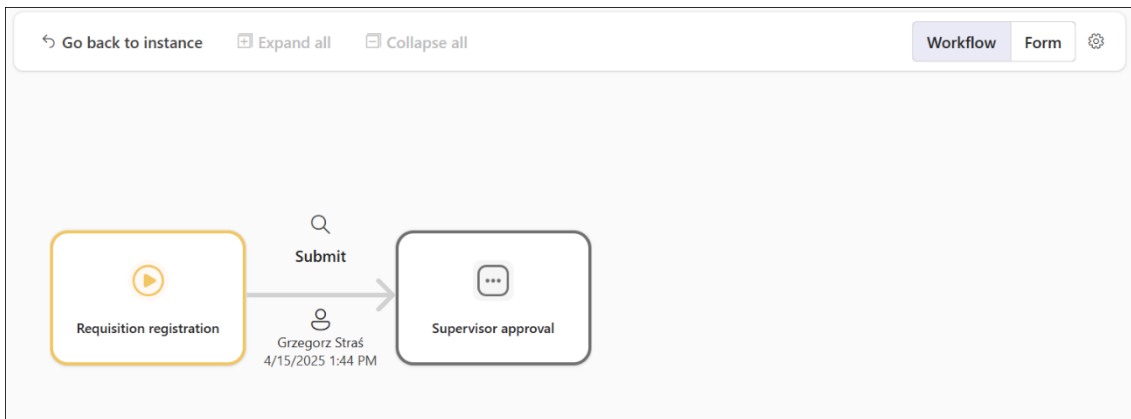 Go back to instance
Expand all
Collapse all
Workflow
Form
Submit
Requisition registration
Supervisor approval
Grzegorz Straś
4/15/2025 1:44 PM